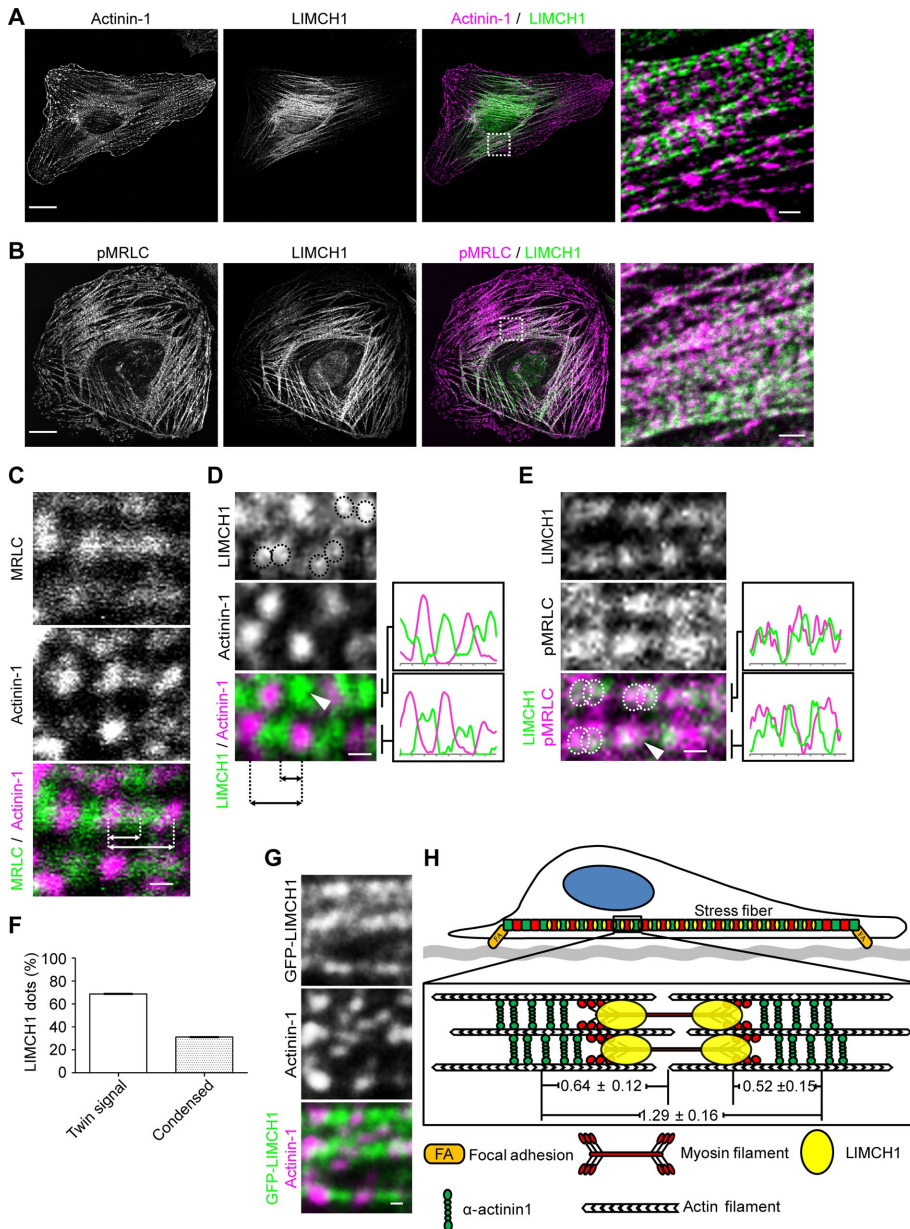 A
Actinin-1
LIMCH1
Actinin-1 / LIMCH1
B
pMRLC
LIMCH1
pMRLC / LIMCH1
C
MRLC
Actinin-1
MRLC / Actinin-1
D
LIMCH1
Actinin-1
LIMCH1 / Actinin-1
E
LIMCH1
pMRLC
LIMCH1
pMRLC
F
LIMCH1 dots (%)
100
80
60
40
20
0
Twin signal
Condensed
G
GFP-LIMCH1
Actinin-1
GFP-LIMCH1
Actinin-1
H
Stress fiber
FA
FA
0.64 ± 0.12
0.52 ±0.15
1.29 ± 0.16
FA Focal adhesion
Myosin filament
LIMCH1
α-actinin1
Actin filament